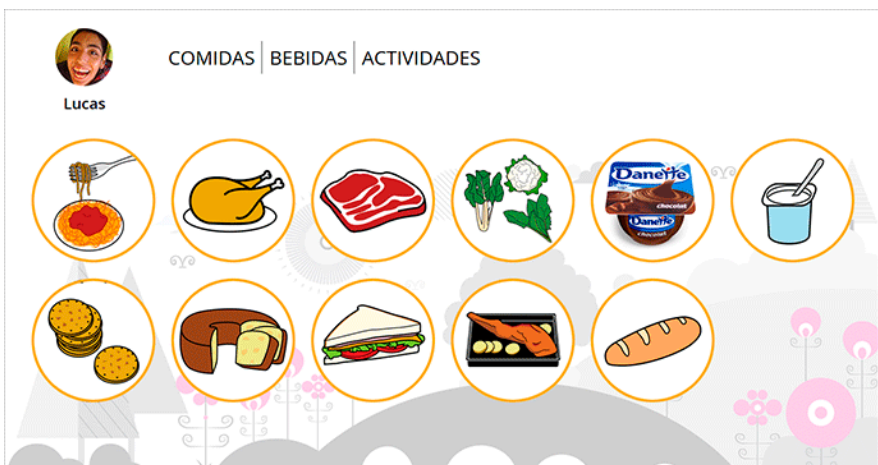 COMIDAS BEBIDAS ACTIVIDADES
Lucas
Danette
chocolat
Danette
chocolat